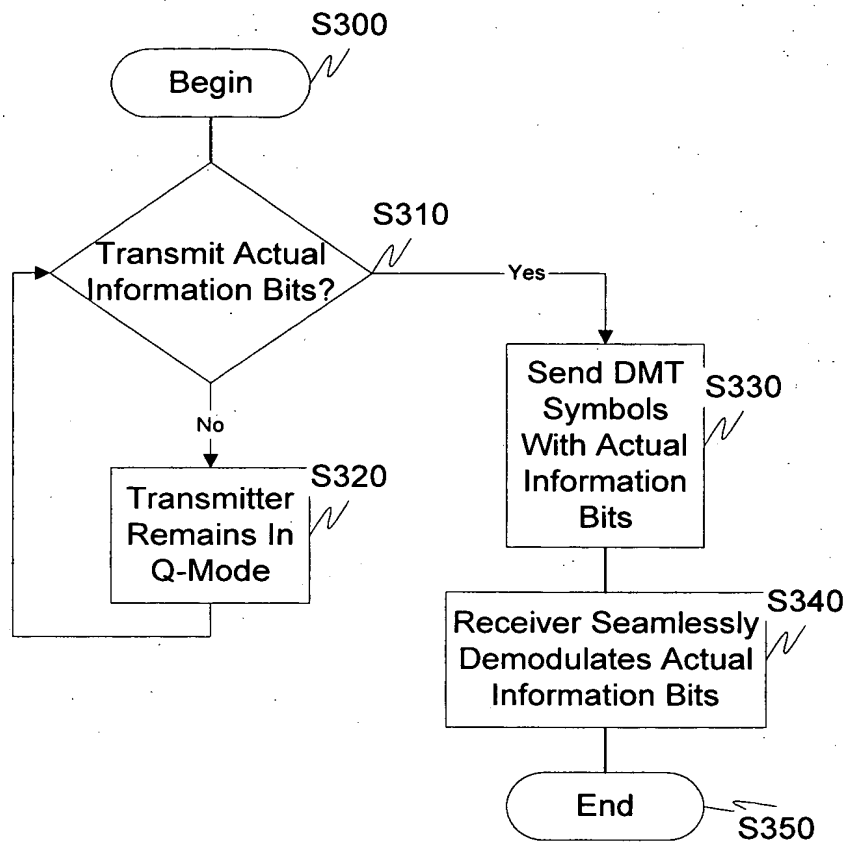 S300
Begin
S310
Transmit Actual
Information Bits?
Yes
No
S320
Transmitter
Remains In
Q-Mode
S330
Send DMT
Symbols
With Actual
Information
Bits
S340
Receiver Seamlessly
Demodulates Actual
Information Bits
End
S350